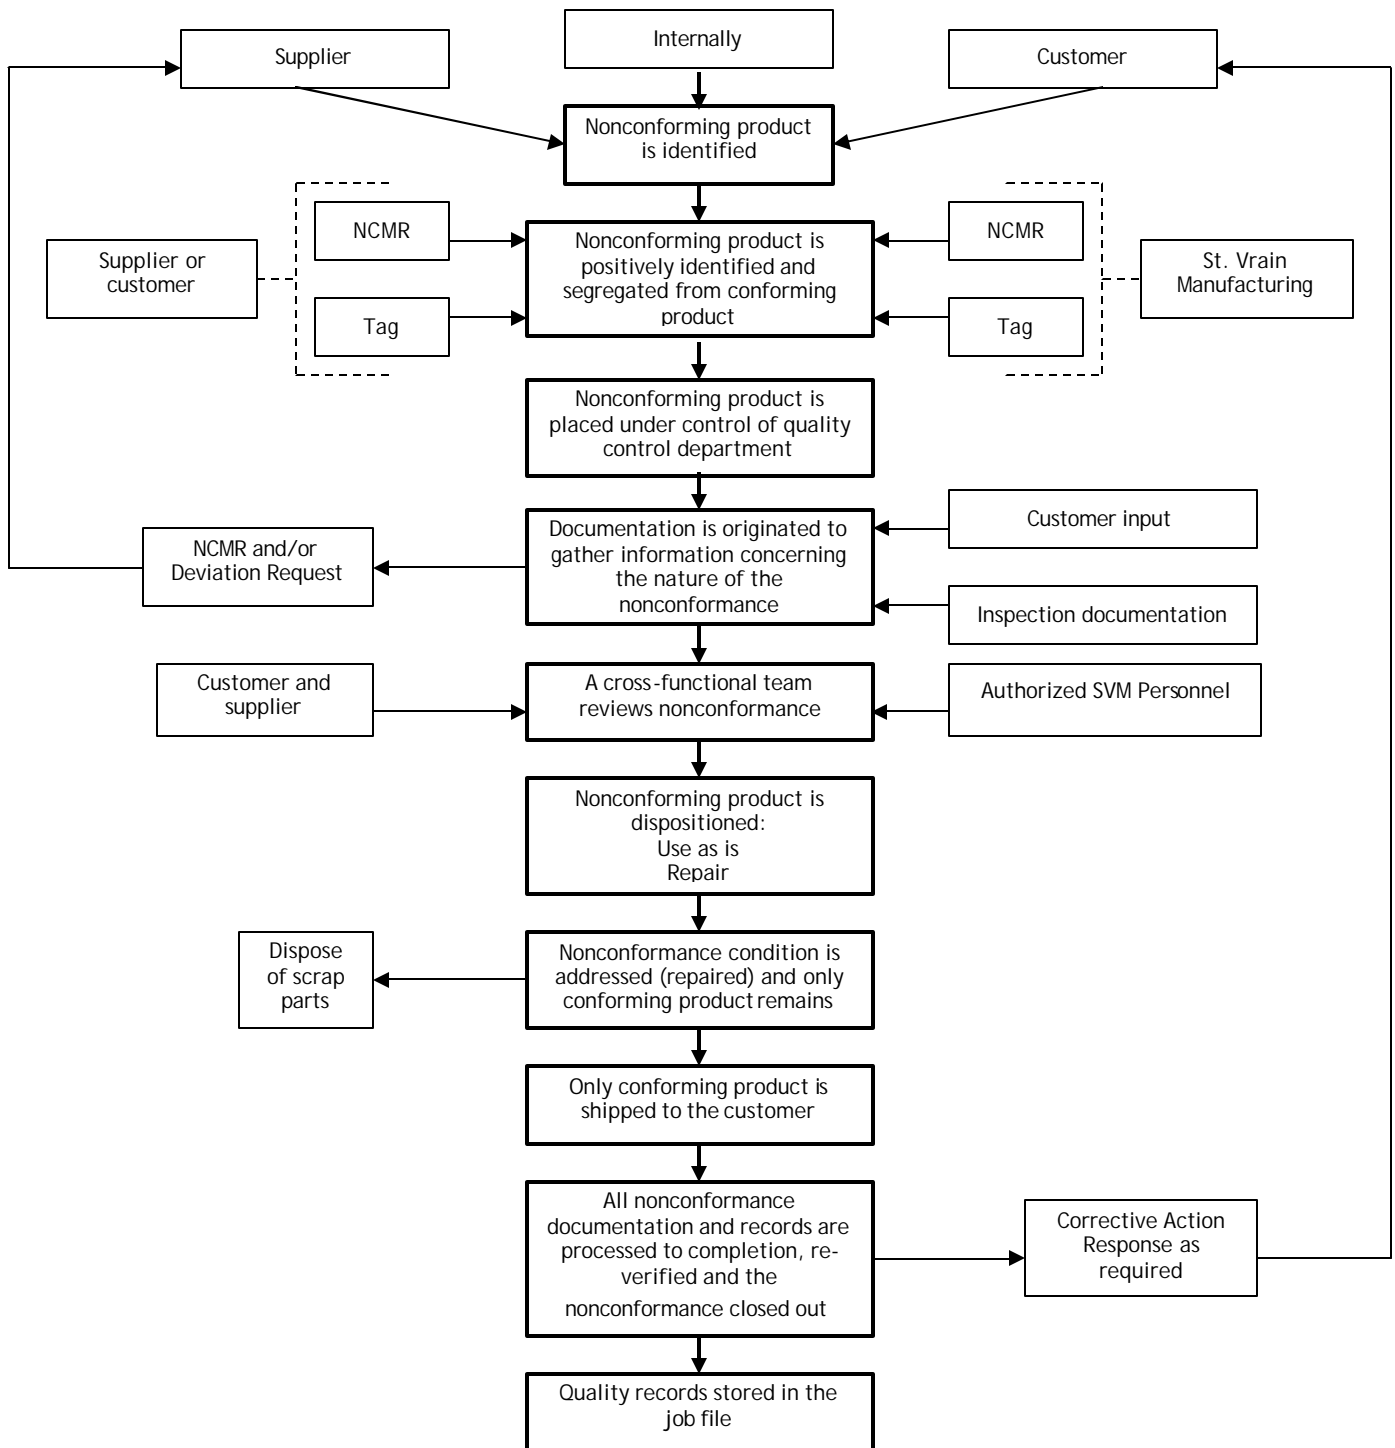 Supplier
Internally
Customer
Nonconforming product
is identified
NCMR
Tag
Supplier or
customer
Nonconforming product is
positively identified and
segregated from conforming
product
NCMR
Tag
St. Vrain
Manufacturing
Nonconforming product is
placed under control of quality
control department
NCMR and/or
Deviation Request
Documentation is originated to
gather information concerning
the nature of the
nonconformance
Customer input
Inspection documentation
Customer and
supplier
A cross-functional team
reviews nonconformance
Authorized SVM Personnel
Nonconforming product is
dispositioned:
Use as is
Repair
Dispose
of scrap
parts
Nonconformance condition is
addressed (repaired) and only
conforming product remains
Only conforming product is
shipped to the customer
All nonconformance
documentation and records are
processed to completion, re-
verified and the
nonconformance closed out
Corrective Action
Response as
required
Quality records stored in the
job file